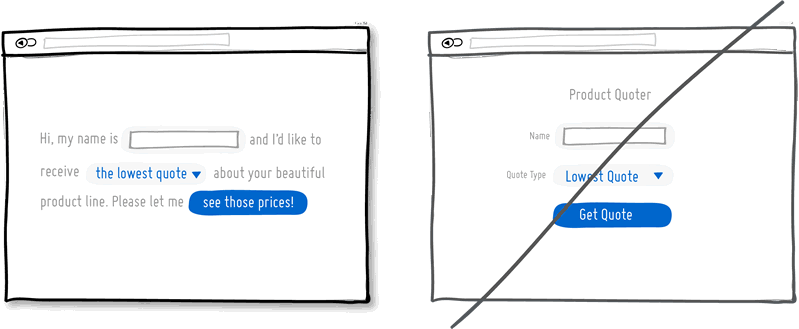 Hi, my name is and I'd like to
receive the lowest quote about your beautiful
product line. Please let me see those prices!
Product Quoter
Name
Quote Type Lowest Quote
Get Quote